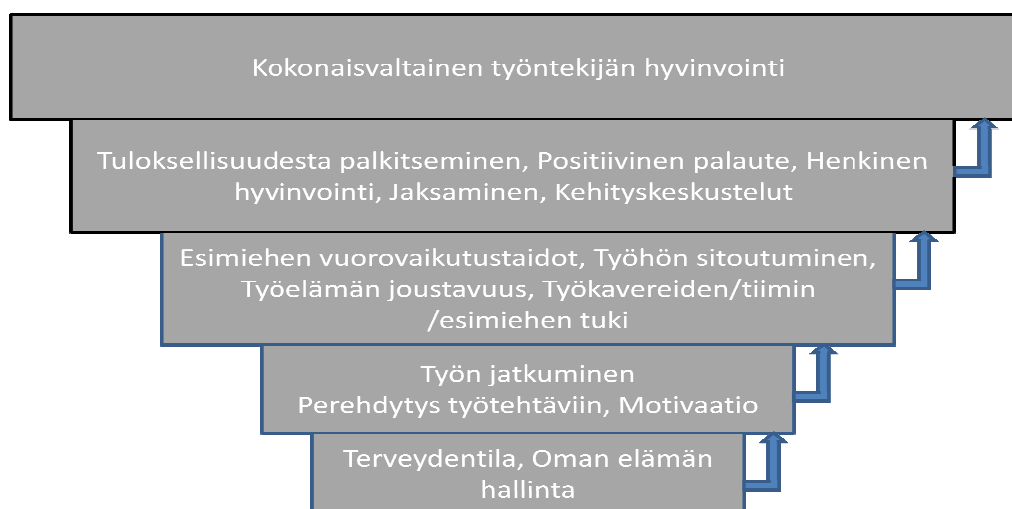 Kokonaisvaltainen työntekijän hyvinvointi
Tuloksellisuudesta palkitseminen, Positiivinen palaute, Henkinen
hyvinvointi, Jaksaminen, Kehityskeskustelut
Esimiehen vuorovaikutustaidot, Työhön sitoutuminen,
Työelämän joustavuus, Työkavereiden/tiimin
/esimiehen tuki
Työn jatkuminen
Perehdytys työtehtäviin, Motivaatio
Terveydentila, Oman elämän
hallinta